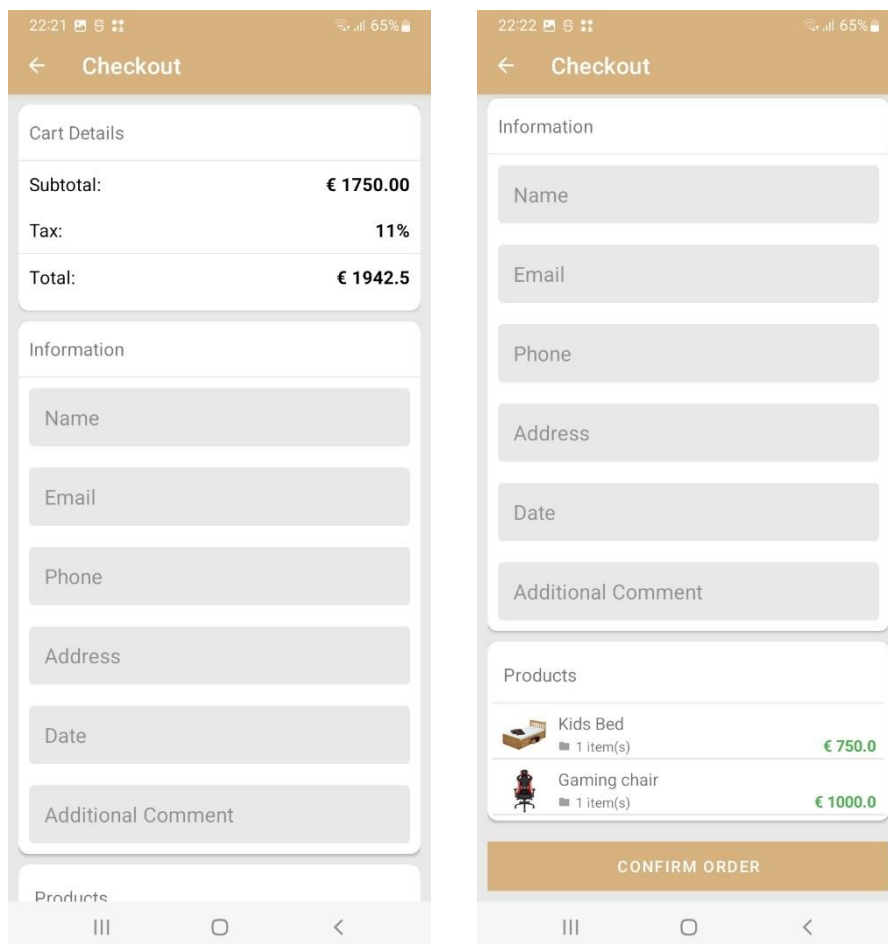 22:21 65%
Checkout
Cart Details
Subtotal: € 1750.00
Tax: 11%
Total: € 1942.5
Information
Name
Email
Phone
Address
Date
Additional Comment
Products
22:22 65%
Checkout
Information
Name
Email
Phone
Address
Date
Additional Comment
Products
Kids Bed
1 item(s) € 750.0
Gaming chair
1 item(s) € 1000.0
CONFIRM ORDER